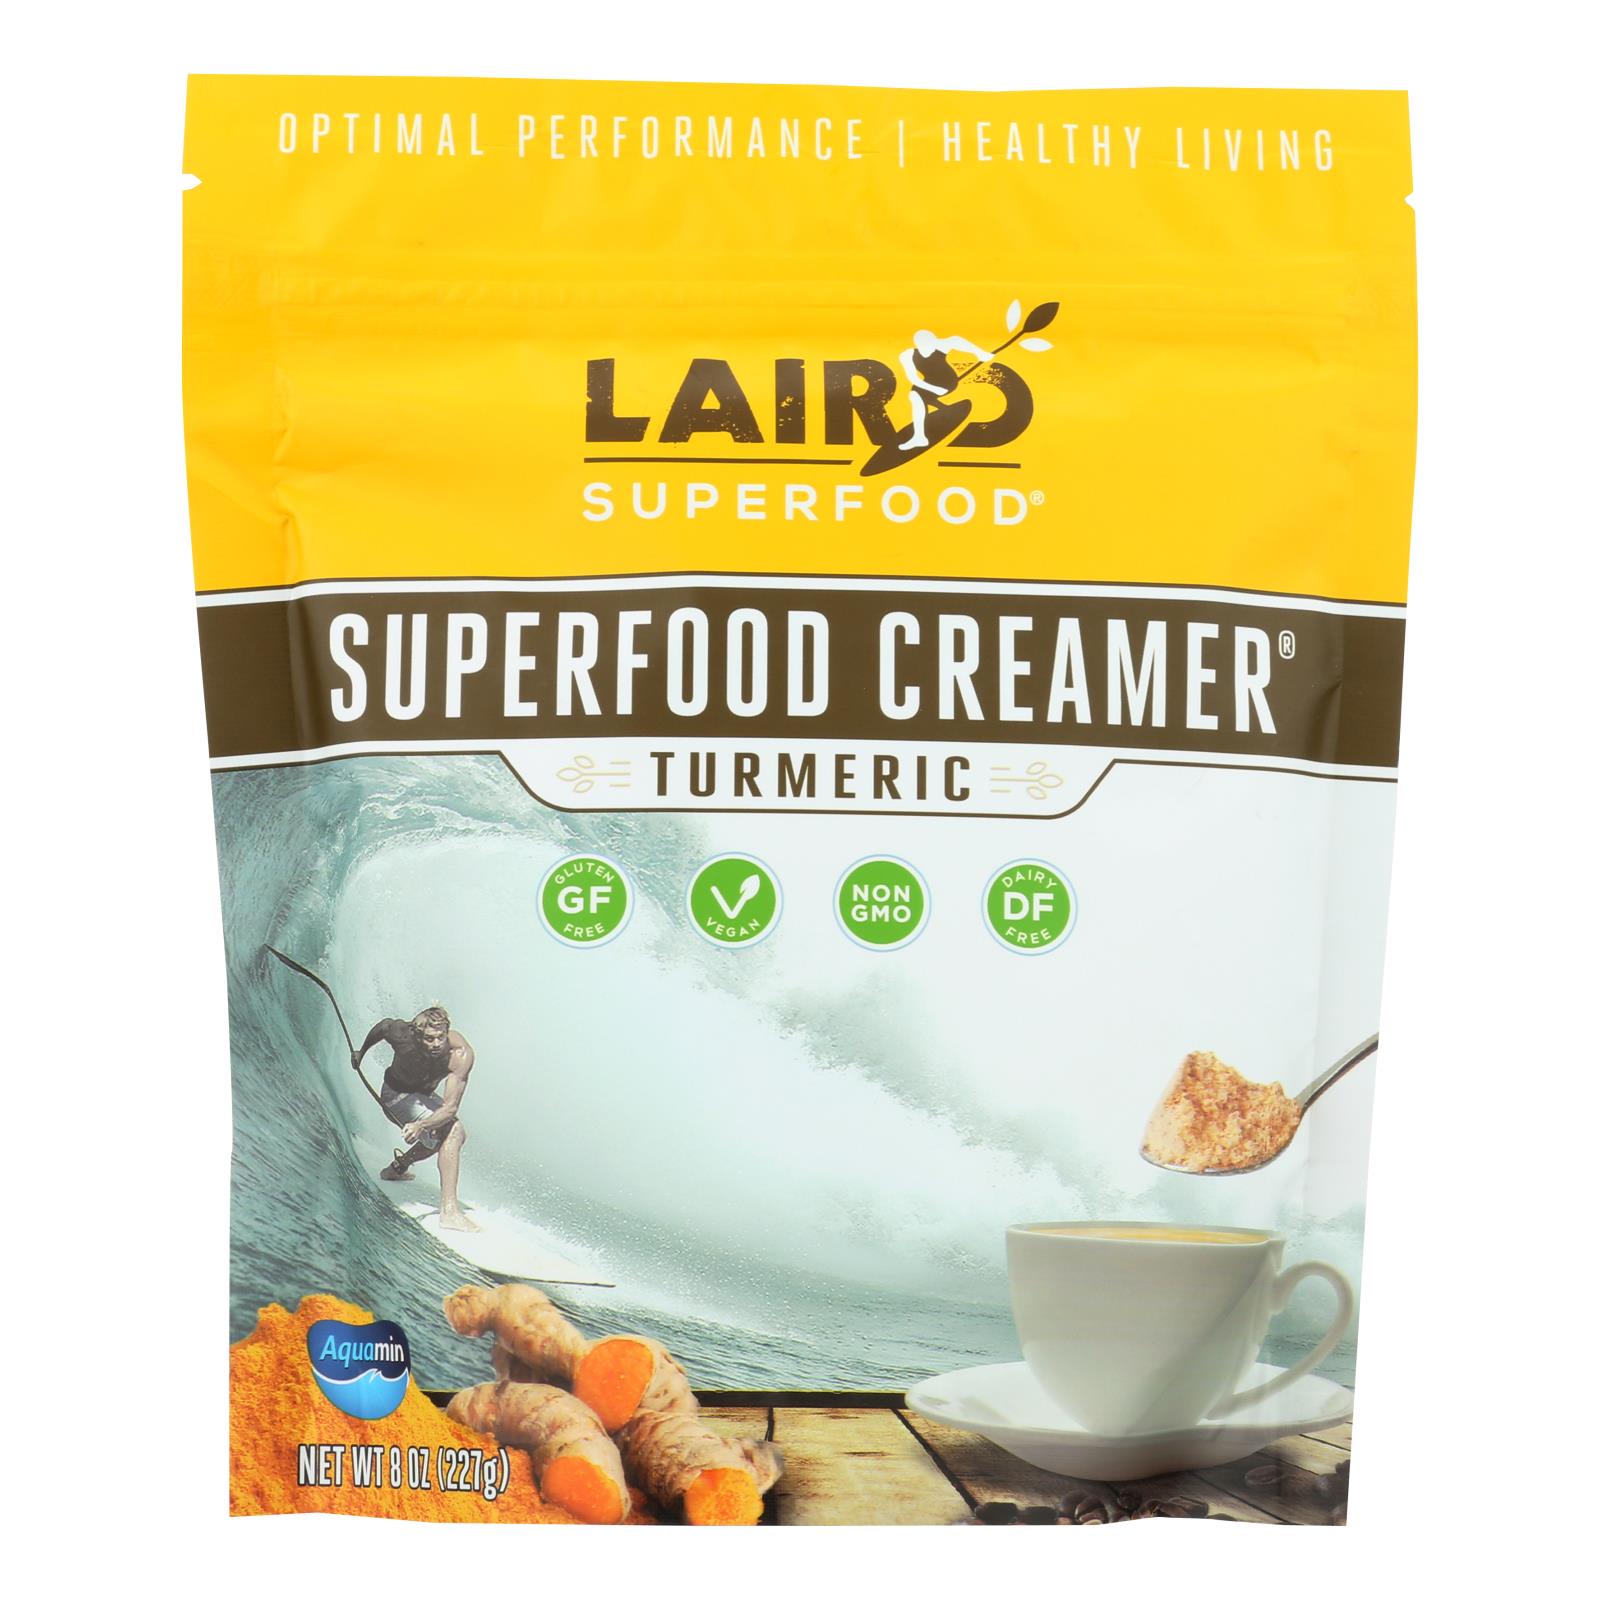 OPTIMAL PERFORMANCE | HEALTHY LIVING
LAIRD
SUPERFOOD®
SUPERFOOD CREAMER®
TURMERIC
GLUTEN
GF
FREE
V
VEGAN
NON
GMO
DAIRY
DF
FREE
Aquamin
NET WT 8 OZ (227g)